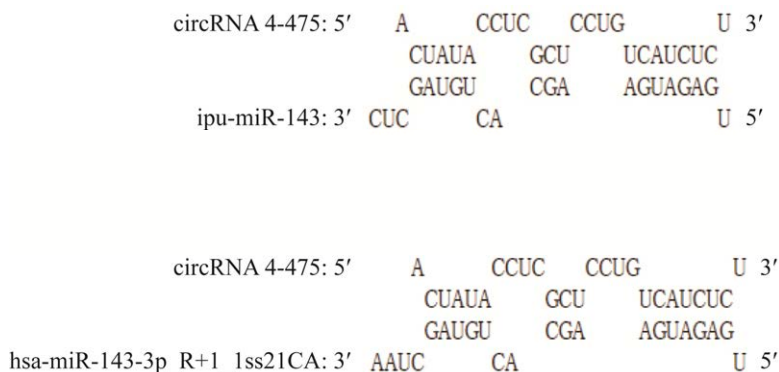 circRNA 4-475: 5′ A CCUC CCUG U 3′
CUAUA GCU UCAUCUC
GAUGU CGA AGUAGAG
ipu-miR-143: 3′ CUC CA U 5′
circRNA 4-475: 5′ A CCUC CCUG U 3′
CUAUA GCU UCAUCUC
GAUGU CGA AGUAGAG
hsa-miR-143-3p R+1 1ss21CA: 3′ AAUC CA U 5′